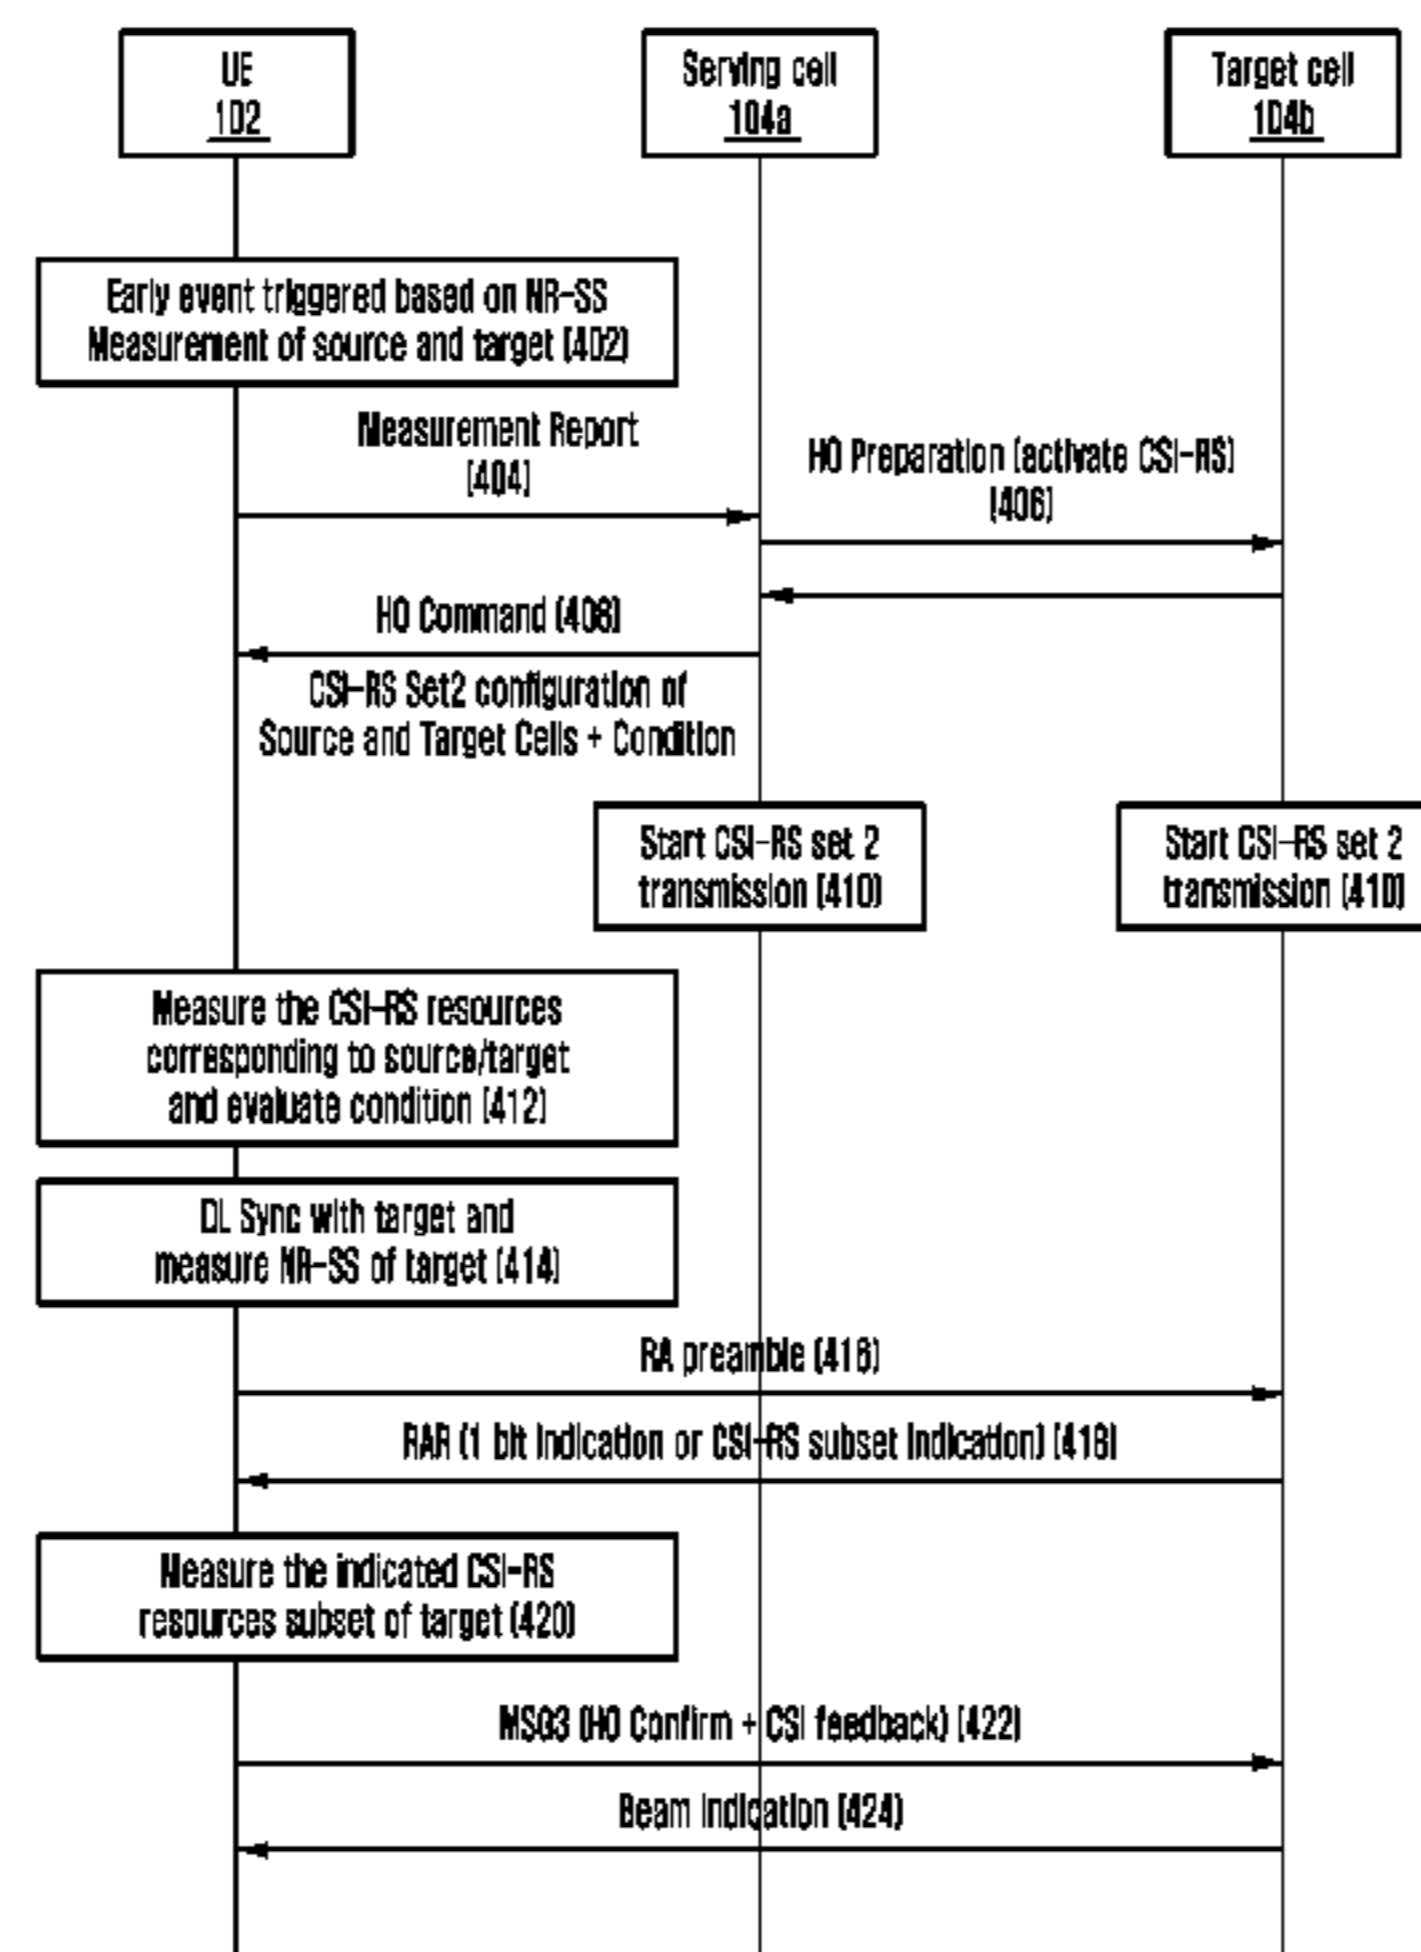 UE
102
Serving cell
104a
Target cell
104b
Early event triggered based on NR-SS
Measurement of source and target (402)
Measurement Report
(404)
HO Preparation (activate CSI-RS)
(406)
HO Command (408)
CSI-RS Set2 configuration of
Source and Target Cells + Condition
Start CSI-RS set 2
transmission (410)
Start CSI-RS set 2
transmission (410)
Measure the CSI-RS resources
corresponding to source/target
and evaluate condition (412)
DL Sync with target and
measure NR-SS of target (414)
RA preamble (416)
RAR (1 bit indication or CSI-RS subset indication) (418)
Measure the indicated CSI-RS
resources subset of target (420)
MSG3 (HO Confirm + CSI feedback) (422)
Beam indication (424)